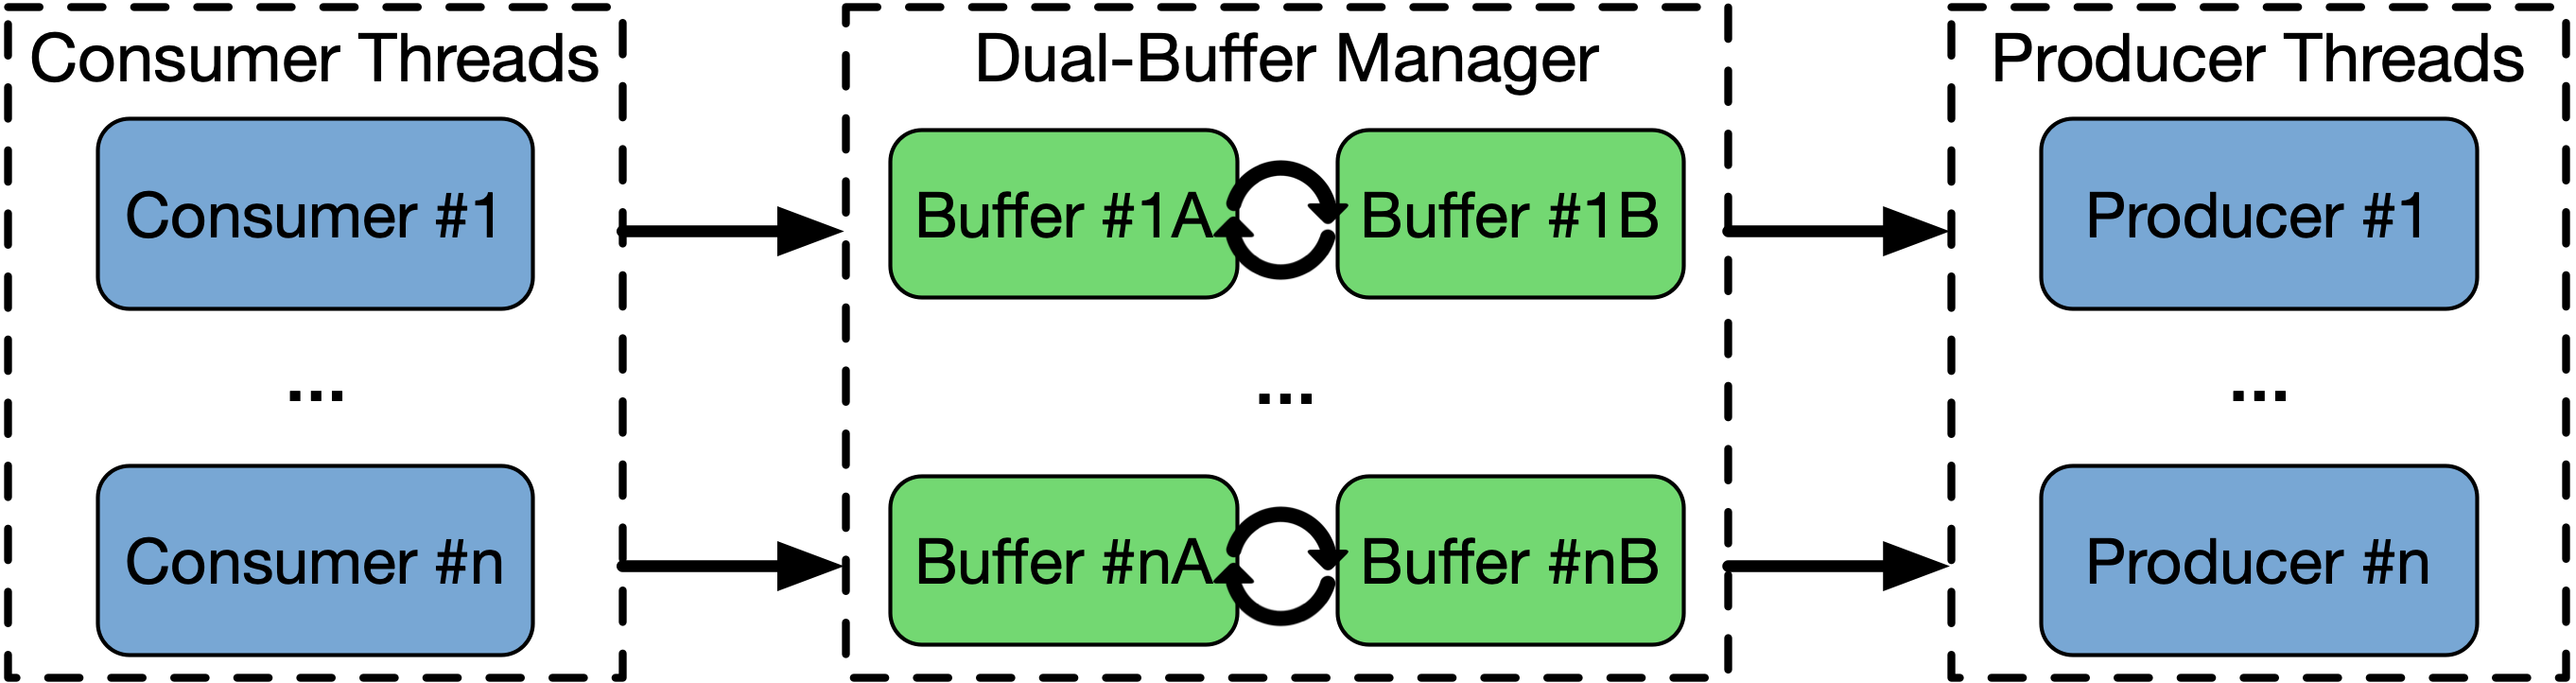 Consumer Threads
Consumer #1
...
Consumer #n
Dual-Buffer Manager
Buffer #1A
Buffer #1B
...
Buffer #nA
Buffer #nB
Producer Threads
Producer #1
...
Producer #n